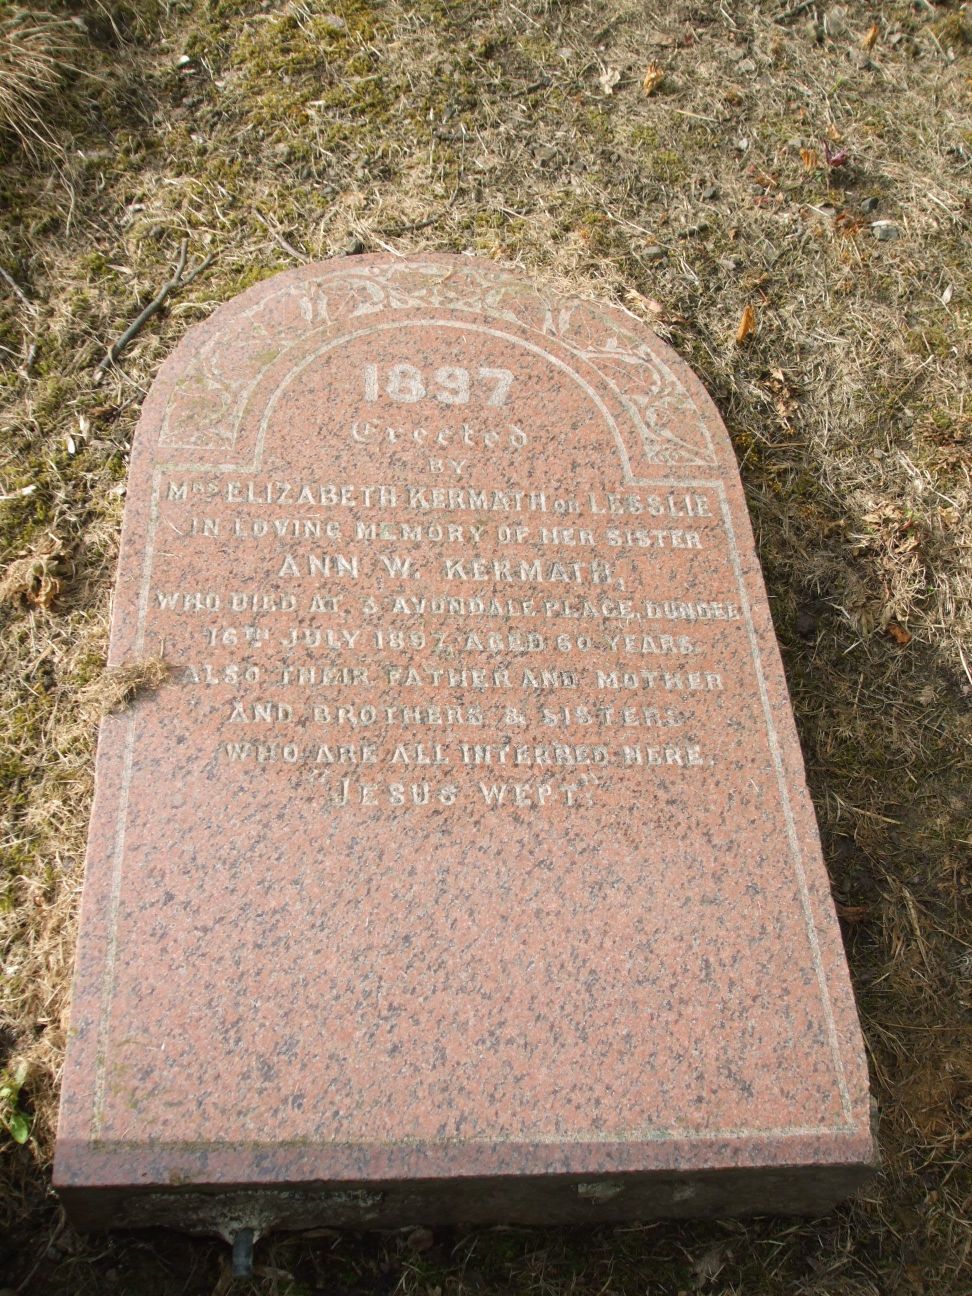 1897
Erected
BY
MRS ELIZABETH KERMATH OR LESSLIE
IN LOVING MEMORY OF HER SISTER
ANN W. KERMATH,
WHO DIED AT 3 AVONDALE PLACE, DUNDEE
16TH JULY 1897, AGED 60 YEARS.
ALSO THEIR FATHER AND MOTHER
AND BROTHERS & SISTERS
WHO ARE ALL INTERRED HERE.
"JESUS WEPT."